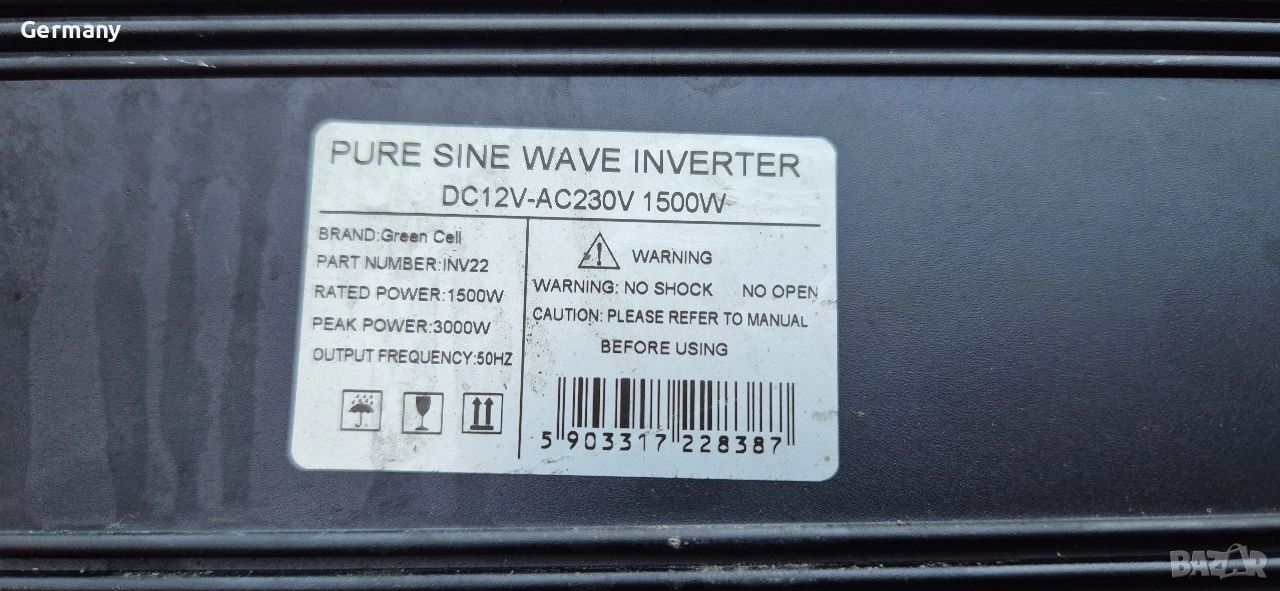 Germany
PURE SINE WAVE INVERTER
DC12V-AC230V 1500W
BRAND:Green Cell
PART NUMBER:INV22
RATED POWER:1500W
PEAK POWER:3000W
OUTPUT FREQUENCY:50HZ
WARNING
WARNING: NO SHOCK NO OPEN
CAUTION: PLEASE REFER TO MANUAL
BEFORE USING
5 903317 228387
BAZAR